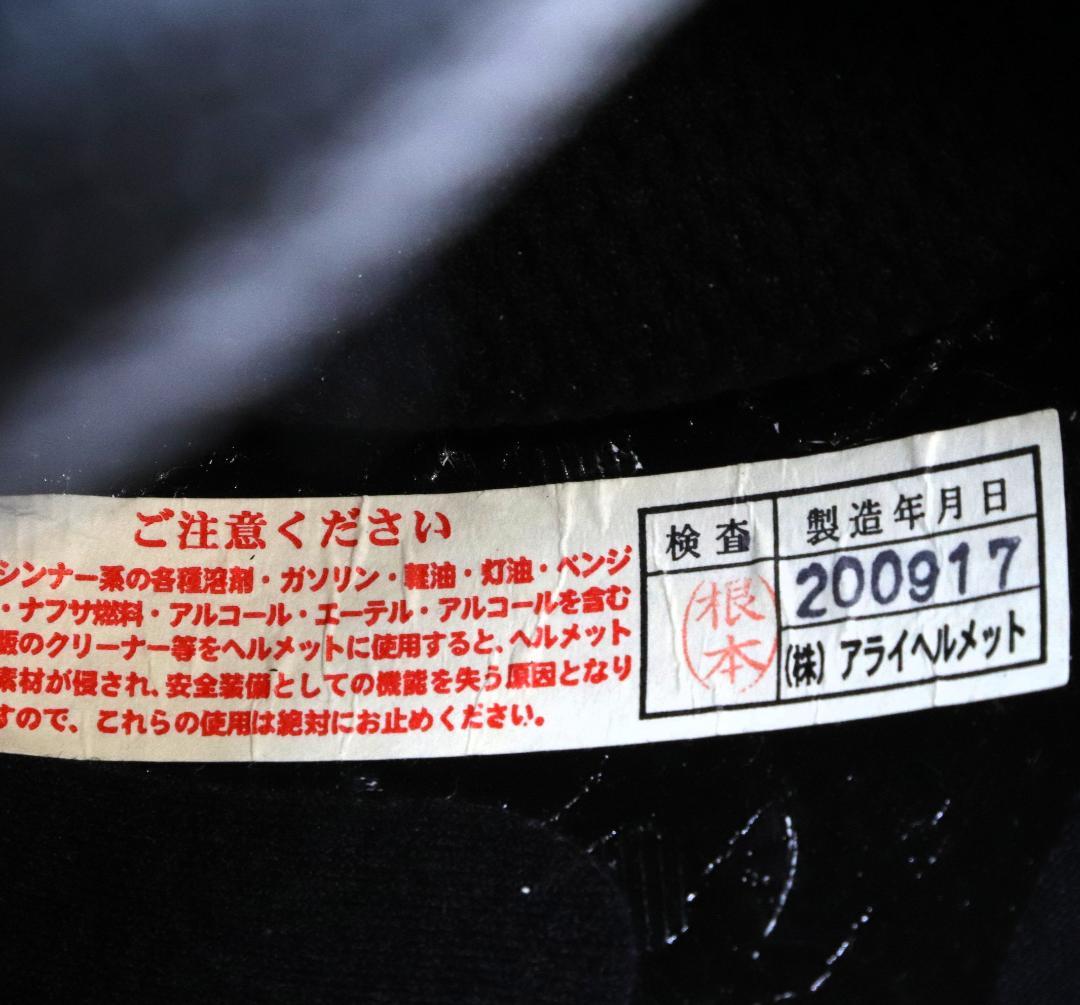 ご注意ください
シンナー系の各種溶剤・ガソリン・軽油・灯油・ベンジ
・ナフサ燃料・アルコール・エーテル・アルコールを含む
販のクリーナー等をヘルメットに使用すると、ヘルメット
素材が侵され、安全装備としての機能を失う原因となり
すので、これらの使用は絶対にお止めください。
検査
製造年月日
根本
200917
(株) アライヘルメット